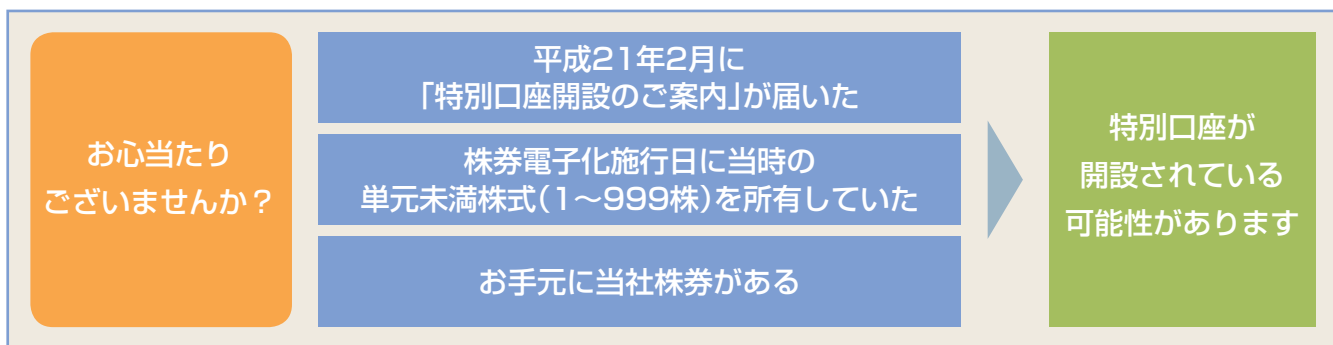 お心当たり
ございませんか？
平成21年2月に
「特別口座開設のご案内」が届いた
株券電子化施行日に当時の
単元未満株式（1～999株）を所有していた
お手元に当社株券がある
特別口座が
開設されている
可能性があります